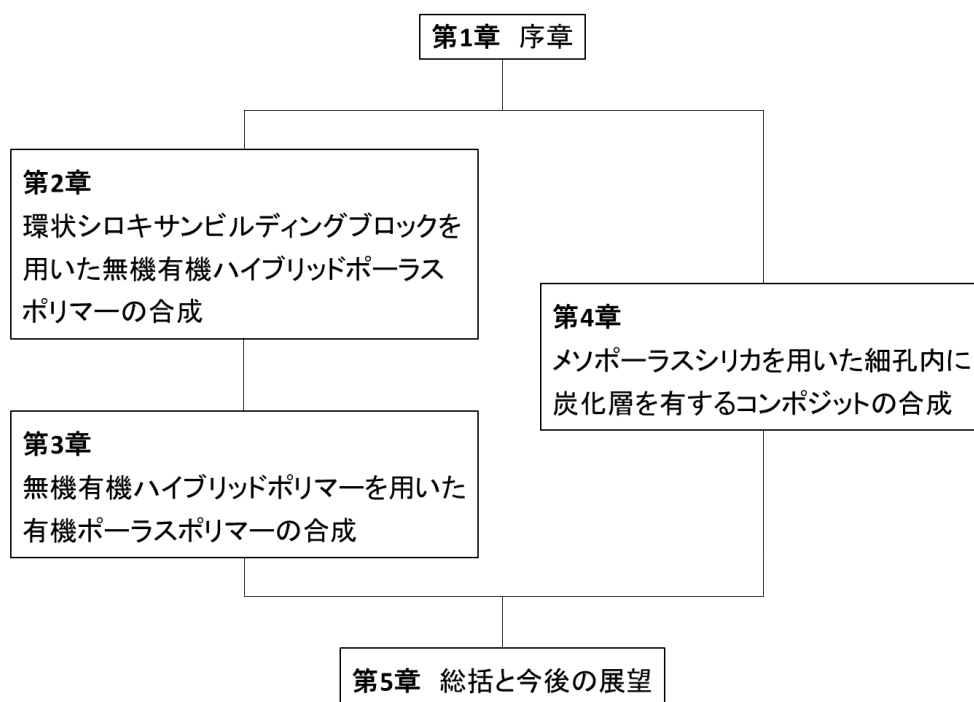 第1章 序章
第2章
環状シロキサンビルディングブロックを
用いた無機有機ハイブリッドポーラス
ポリマーの合成
第3章
無機有機ハイブリッドポリマーを用いた
有機ポーラスポリマーの合成
第4章
メソポーラスシリカを用いた細孔内に
炭化層を有するコンポジットの合成
第5章 総括と今後の展望